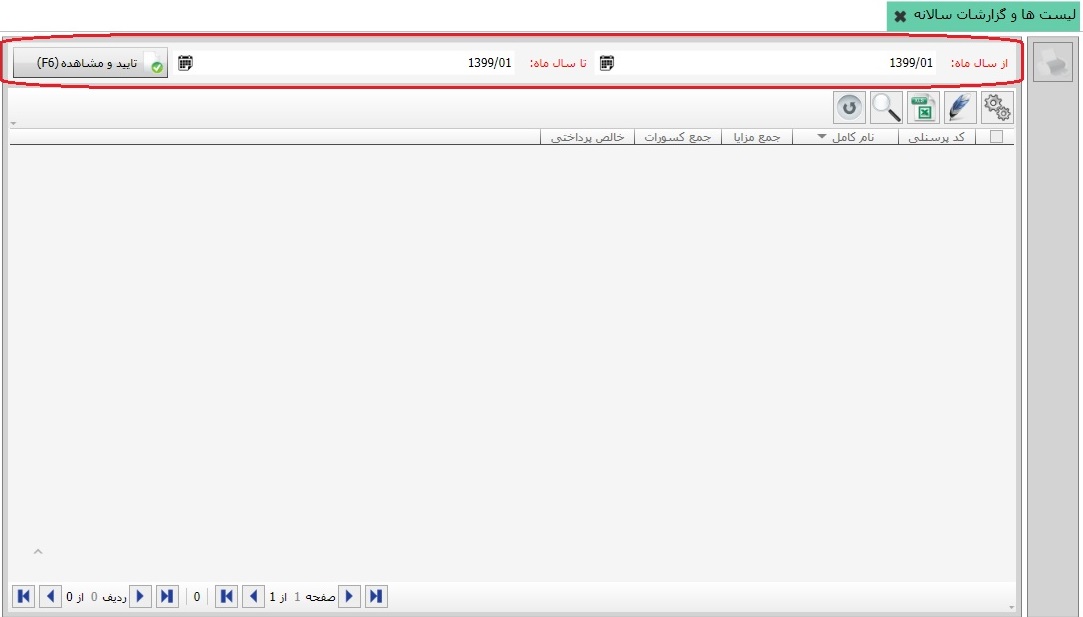 لیست ها و گزارشات سالانه
از سال ماه: 1399/01 تا سال ماه: 1399/01 تایید و مشاهده (F6)
کد پرسنلی نام کامل جمع مزایا جمع کسورات خالص پرداختی
صفحه 1 از 1 0 ردیف 0 از 0